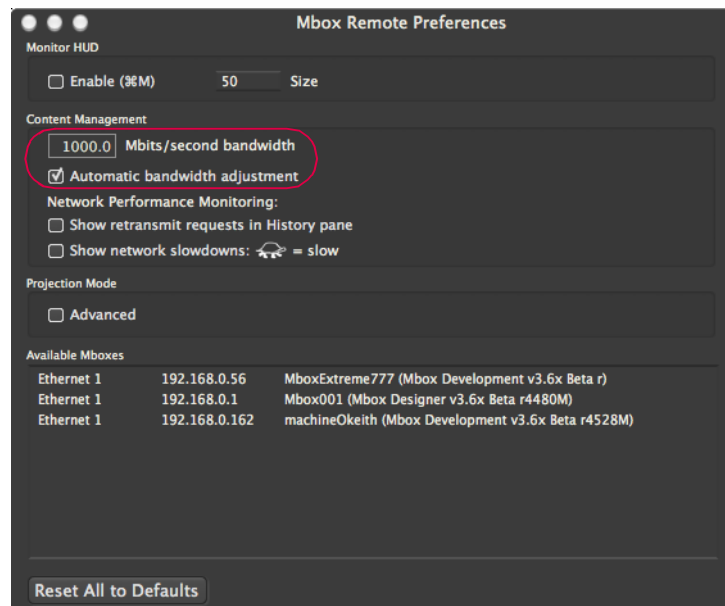 Mbox Remote Preferences
Monitor HUD
Enable (⌘M) 50 Size
Content Management
1000.0 Mbits/second bandwidth
Automatic bandwidth adjustment
Network Performance Monitoring:
Show retransmit requests in History pane
Show network slowdowns: = slow
Projection Mode
Advanced
Available Mboxes
Ethernet 1 192.168.0.56 MboxExtreme777 (Mbox Development v3.6x Beta r)
Ethernet 1 192.168.0.1 Mbox001 (Mbox Designer v3.6x Beta r4480M)
Ethernet 1 192.168.0.162 machineOkeith (Mbox Development v3.6x Beta r4528M)
Reset All to Defaults